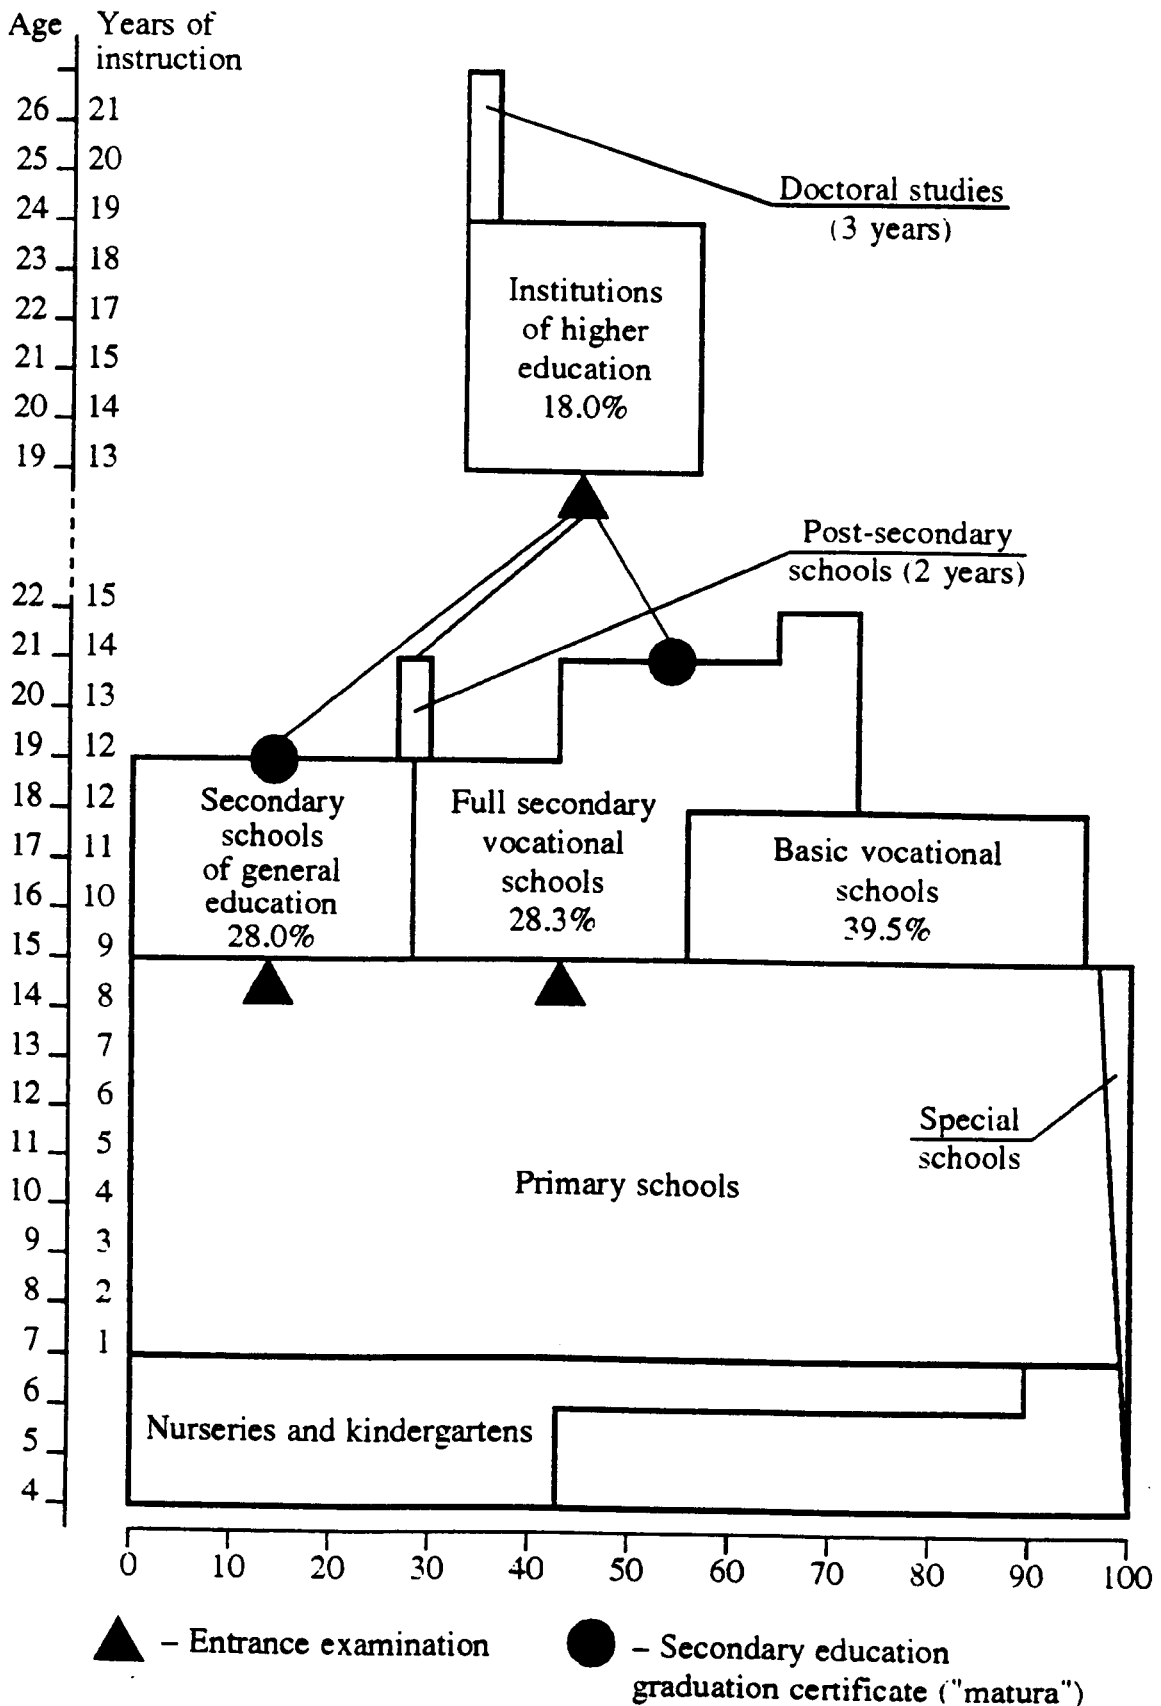 Age Years of
instruction
26 21
25 20
Doctoral studies
24 19
(3 years)
23 18
Institutions
22 17
of higher
21 15
education
20 14
18.0%
19 13
Post-secondary
schools (2 years)
22 15
21 14
20 13
19 12
Secondary
schools
of general
education
28.0%
Full secondary
vocational
schools
28.3%
Basic vocational
schools
39.5%
18 12
17 11
16 10
15 9
14 8
13 7
12 6
11 5
Special
schools
10 4
Primary schools
9 3
8 2
7 1
6
Nurseries and kindergartens
5
4
0 10 20 30 40 50 60 70 80 90 100
– Entrance examination
– Secondary education
graduation certificate ("matura")